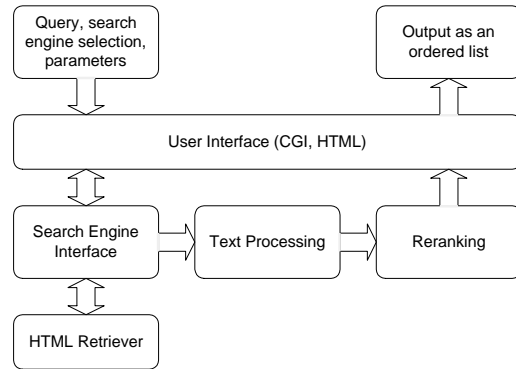 Query, search
engine selection,
parameters
Output as an
ordered list
User Interface (CGI, HTML)
Search Engine
Interface
Text Processing
Reranking
HTML Retriever